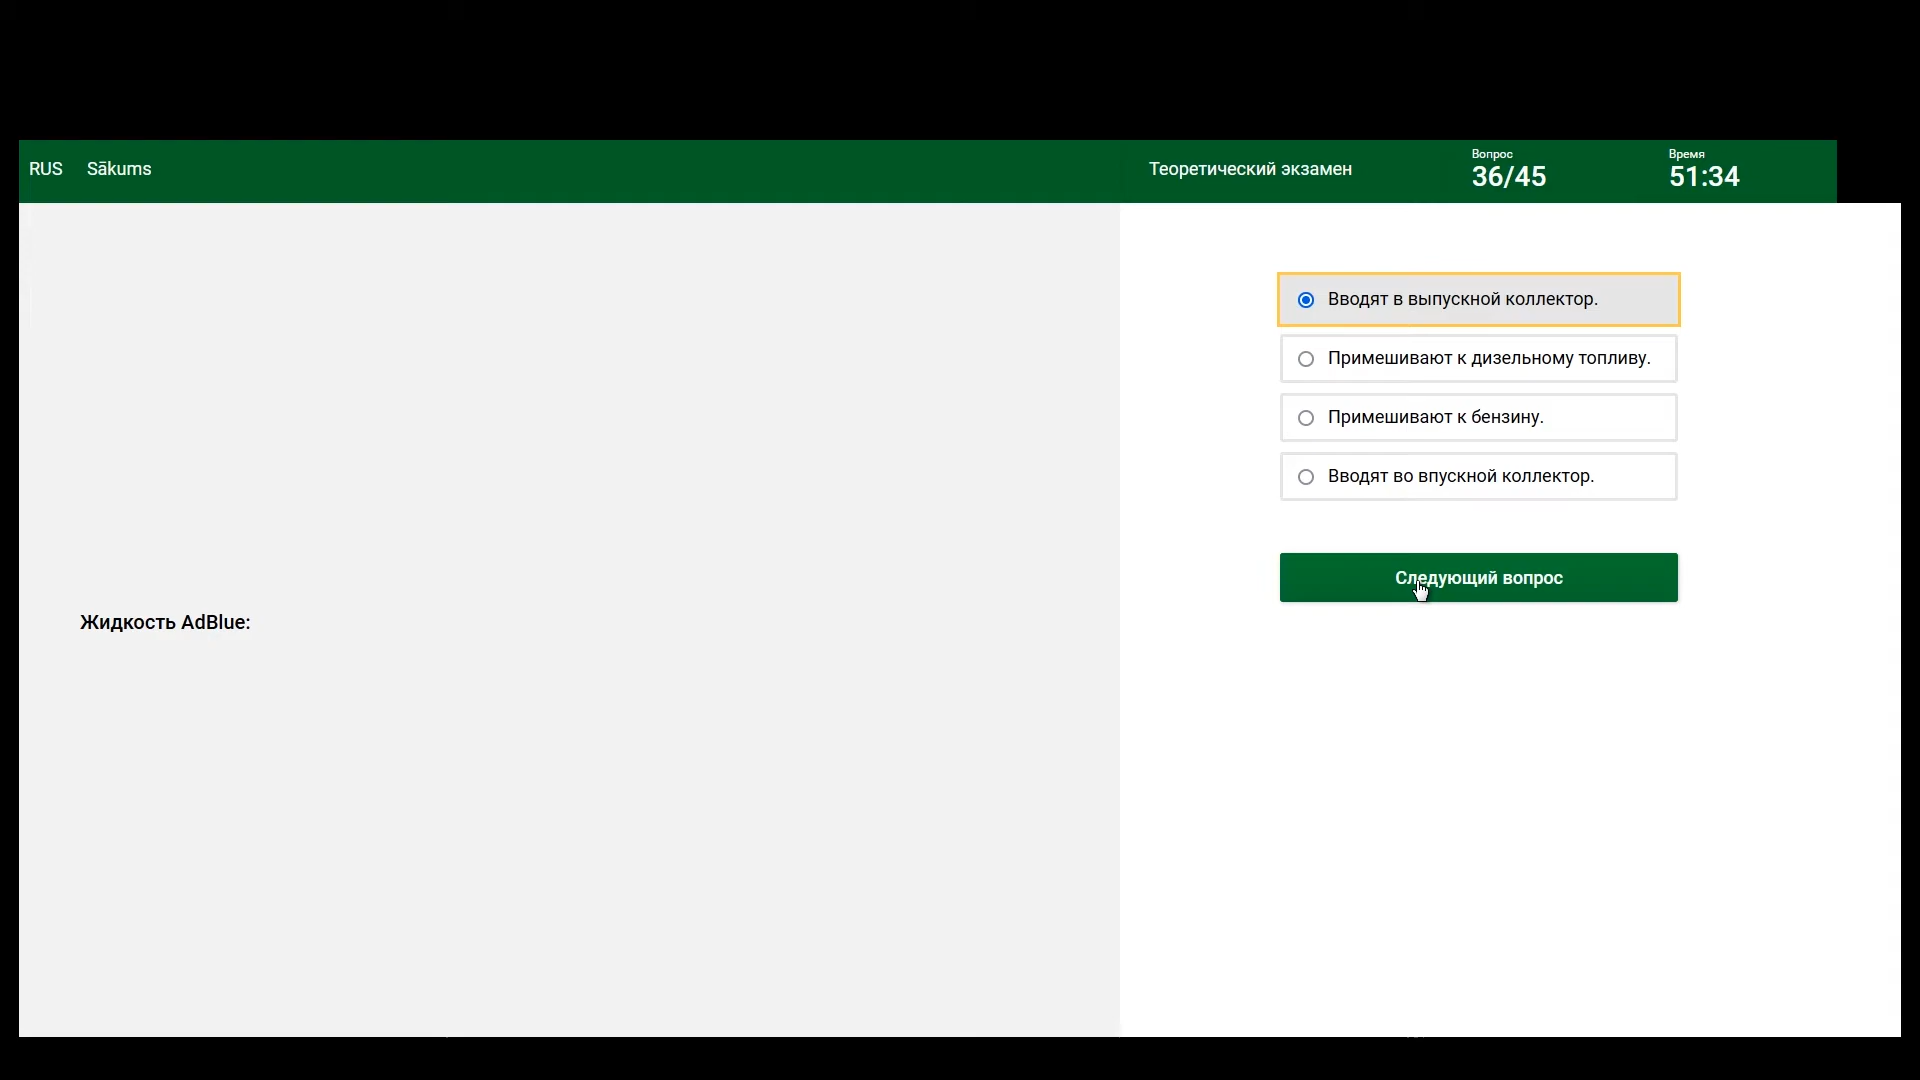 RUS Sākums Теоретический экзамен
Вопрос
36/45
Время
51:34
Жидкость AdBlue:
Вводят в выпускной коллектор.
Примешивают к дизельному топливу.
Примешивают к бензину.
Вводят во впускной коллектор.
Следующий вопрос